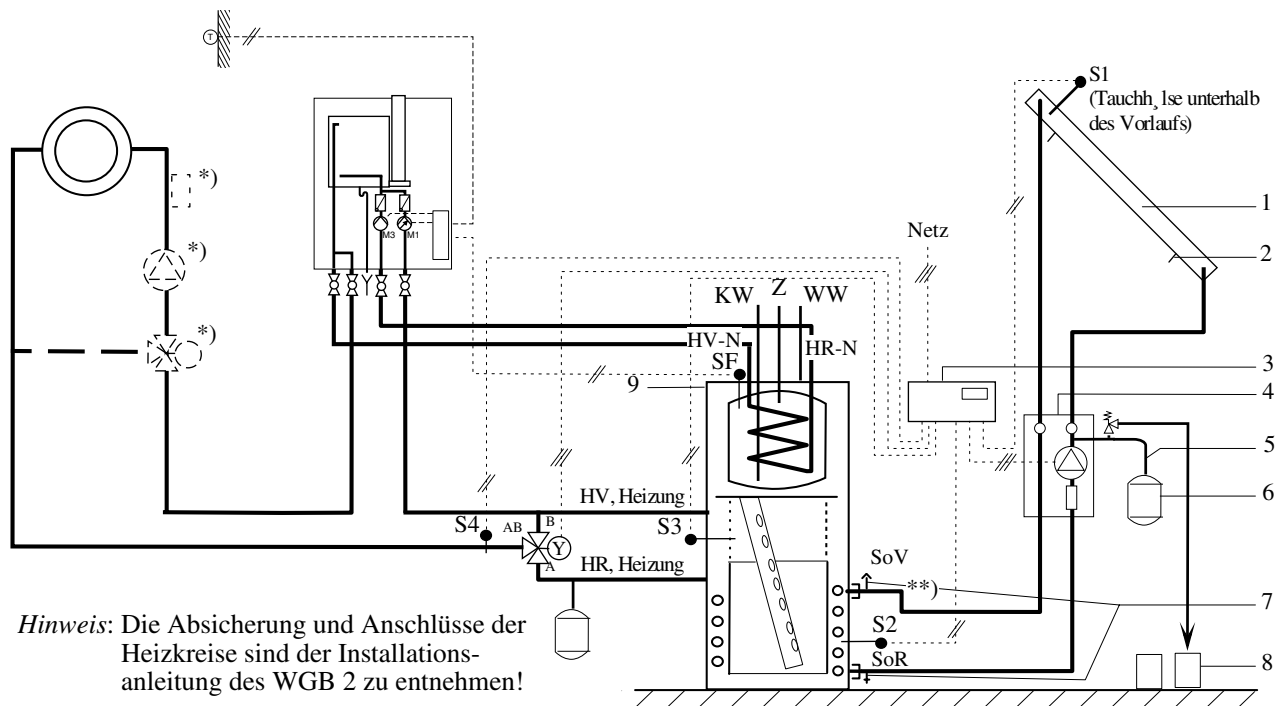 T
S1
(Tauchh¸lse unterhalb
des Vorlaufs)
*)
*)
*)
M3
M1
Netz
1
2
KW
Z
WW
HV-N
HR-N
SF
9
3
4
5
6
HV, Heizung
S4
AB
B
Y
A
S3
HR, Heizung
SoV
**)
S2
SoR
7
8
Hinweis: Die Absicherung und Anschlüsse der
Heizkreise sind der Installations-
anleitung des WGB 2 zu entnehmen!